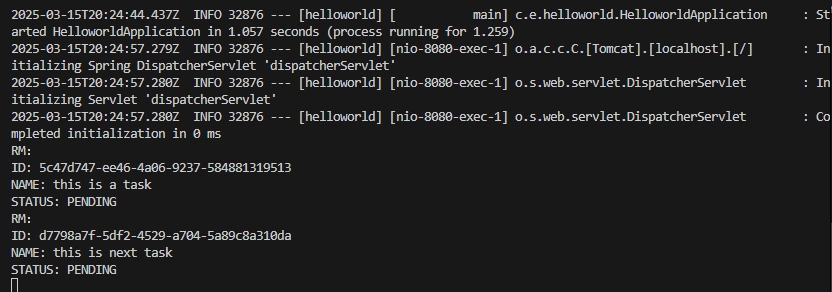 2025-03-15T20:24:44.437Z  INFO 32876 --- [helloworld] [           main] c.e.helloworld.HelloworldApplication     : St
arted HelloworldApplication in 1.057 seconds (process running for 1.259)
2025-03-15T20:24:57.279Z  INFO 32876 --- [helloworld] [nio-8080-exec-1] o.a.c.c.C.[Tomcat].[localhost].[/]       : In
itializing Spring DispatcherServlet 'dispatcherServlet'
2025-03-15T20:24:57.280Z  INFO 32876 --- [helloworld] [nio-8080-exec-1] o.s.web.servlet.DispatcherServlet        : In
itializing Servlet 'dispatcherServlet'
2025-03-15T20:24:57.280Z  INFO 32876 --- [helloworld] [nio-8080-exec-1] o.s.web.servlet.DispatcherServlet        : Co
mpleted initialization in 0 ms
RM:
ID: 5c47d747-ee46-4a06-9237-584881319513
NAME: this is a task
STATUS: PENDING
RM:
ID: d7798a7f-5df2-4529-a704-5a89c8a310da
NAME: this is next task
STATUS: PENDING